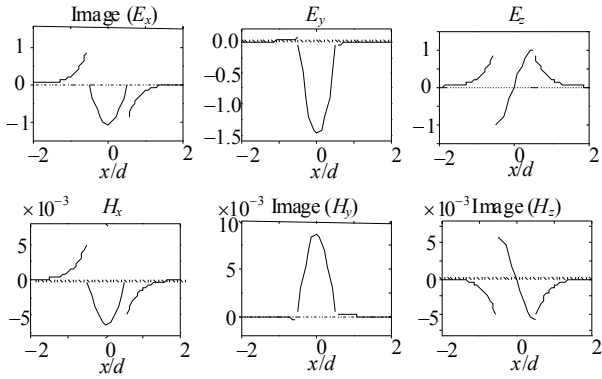 Image (Ex) Ey Ez
1 0 −1
0.0 −0.5 −1.0 −1.5
1 0 −1
−2 0 2 −2 0 2 −2 0 2
x/d x/d x/d
× 10−3 Hx × 10−3 Image (Hy) × 10−3 Image (Hz)
5 0 −5
10 5 0
5 0 −5
−2 0 2 −2 0 2 −2 0 2
x/d x/d x/d